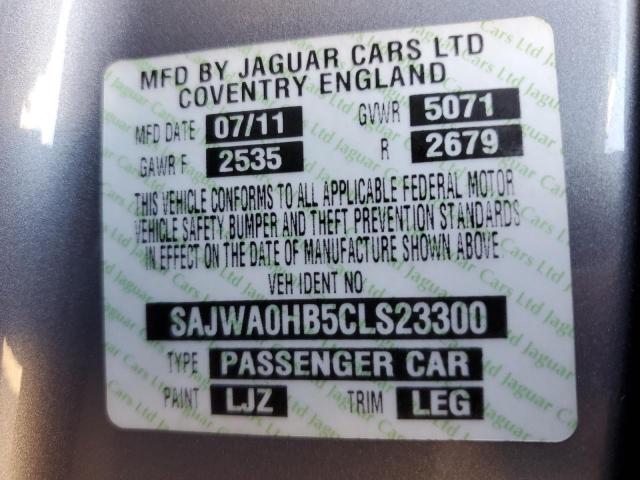 MFD BY JAGUAR CARS LTD
COVENTRY ENGLAND
MFD DATE 07/11 GVWR 5071
GAWR F 2535 R 2679
THIS VEHICLE CONFORMS TO ALL APPLICABLE FEDERAL MOTOR
VEHICLE SAFETY, BUMPER AND THEFT PREVENTION STANDARDS
IN EFFECT ON THE DATE OF MANUFACTURE SHOWN ABOVE.
VEH IDENT NO
SAJWA0HB5CLS23300
TYPE PASSENGER CAR
PAINT LJZ TRIM LEG